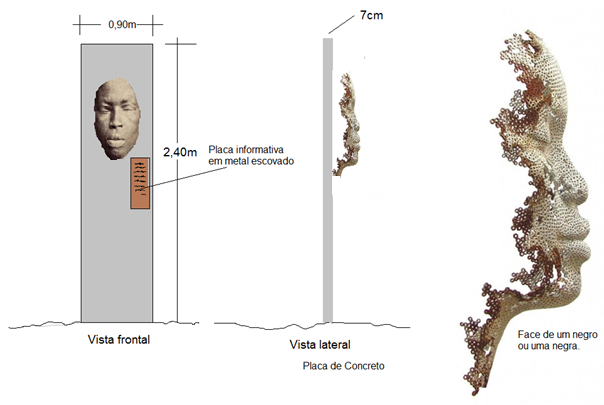 0,90m
7cm
2,40m
Placa informativa
em metal escovado
Vista frontal
Vista lateral
Placa de Concreto
Face de um negro
ou uma negra.